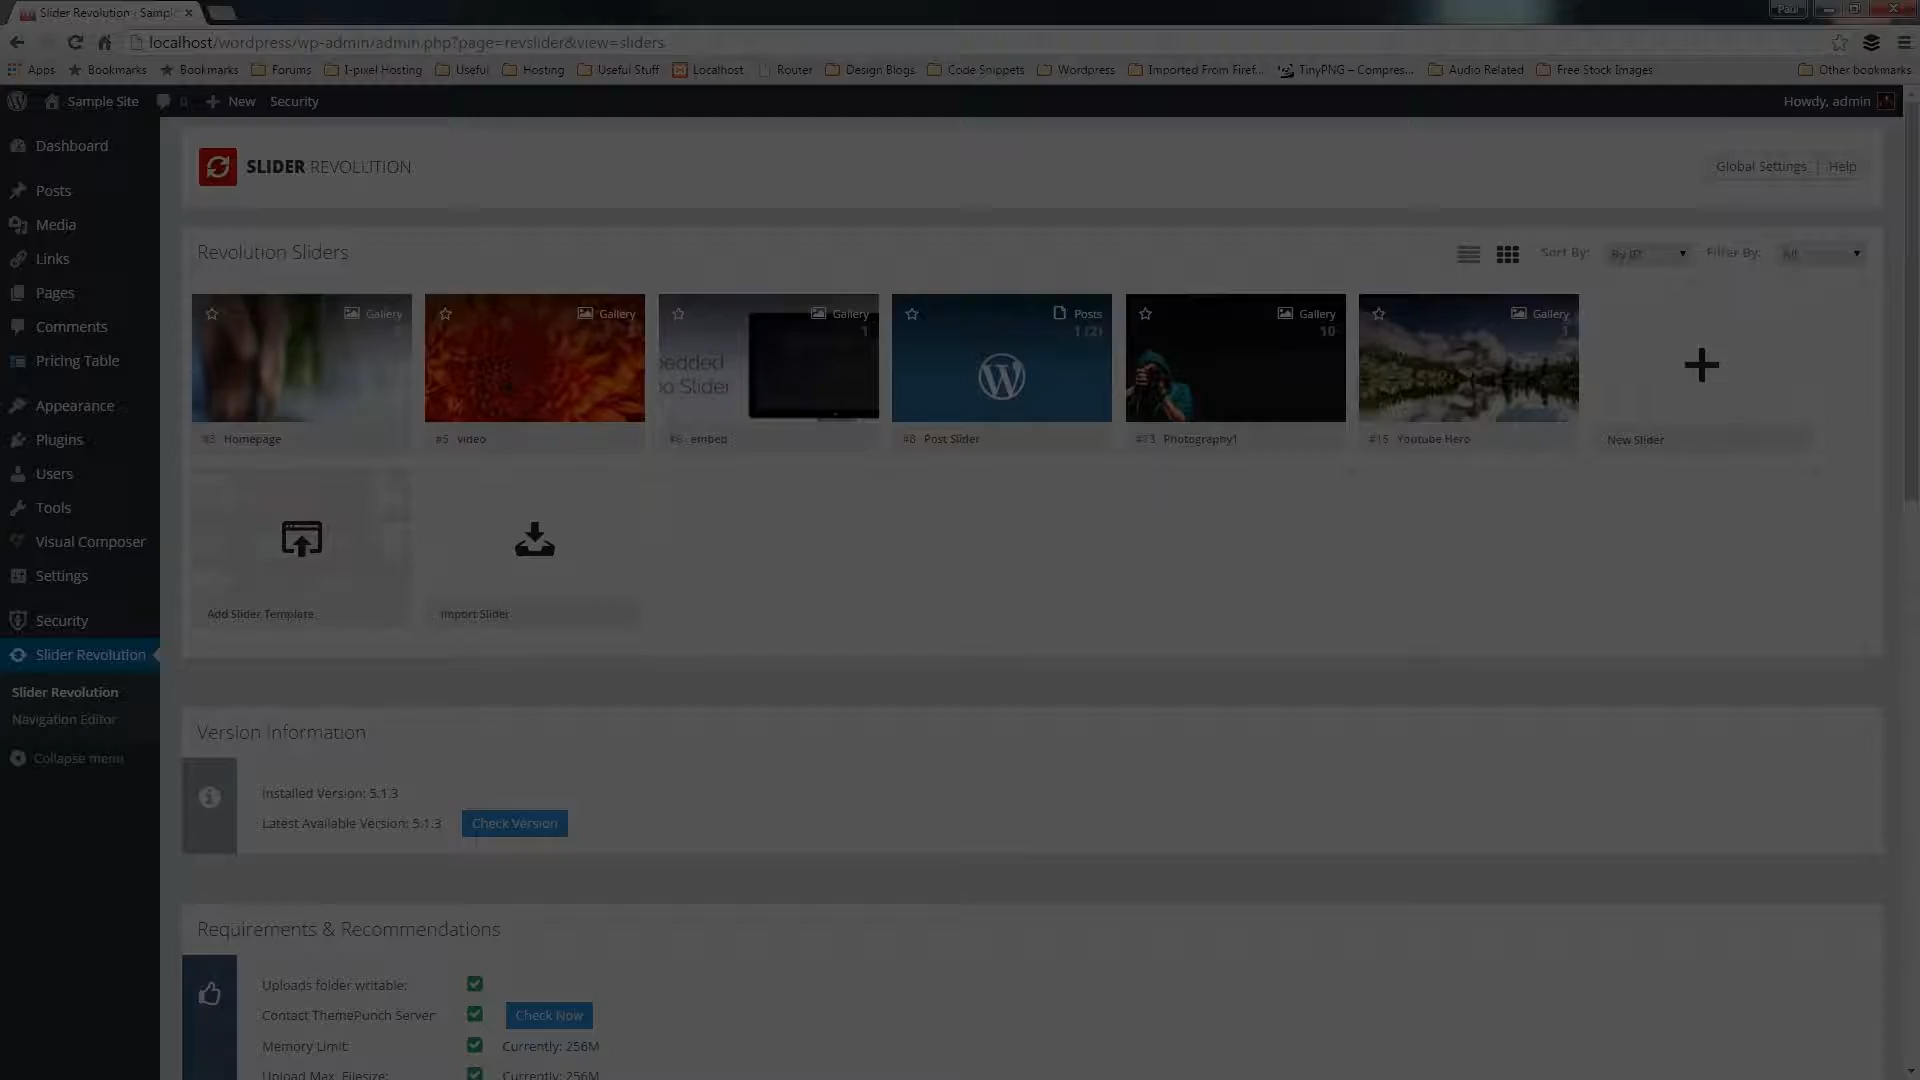 Slider Revolution - Sampl
Paul
localhost/wordpress/wp-admin/admin.php?page=revslider&view=sliders
Apps Bookmarks Bookmarks Forums I-pixel Hosting Useful Hosting Useful Stuff Localhost Router Design Blogs Code Snippets Wordpress Imported From Firef... TinyPNG – Compres... Audio Related Free Stock Images Other bookmarks
Sample Site 0 New Security Howdy, admin
Dashboard
Posts
Media
Links
Pages
Comments
Pricing Table
Appearance
Plugins
Users
Tools
Visual Composer
Settings
Security
Slider Revolution
Slider Revolution
Navigation Editor
Collapse menu
SLIDER REVOLUTION
Global Settings | Help
Revolution Sliders
Sort By: By ID Filter By: All
Gallery
#3 Homepage
Gallery
#5 video
Gallery
1
bedded
o Slider
#6 embed
Posts
1 (2)
#8 Post Slider
Gallery
10
#13 Photography1
Gallery
1
#15 Youtube Hero
New Slider
Add Slider Template
Import Slider
Version Information
Installed Version: 5.1.3
Latest Available Version: 5.1.3 Check Version
Requirements & Recommendations
Uploads folder writable:
Contact ThemePunch Server Check Now
Memory Limit: Currently: 256M
Upload Max. Filesize: Currently: 256M